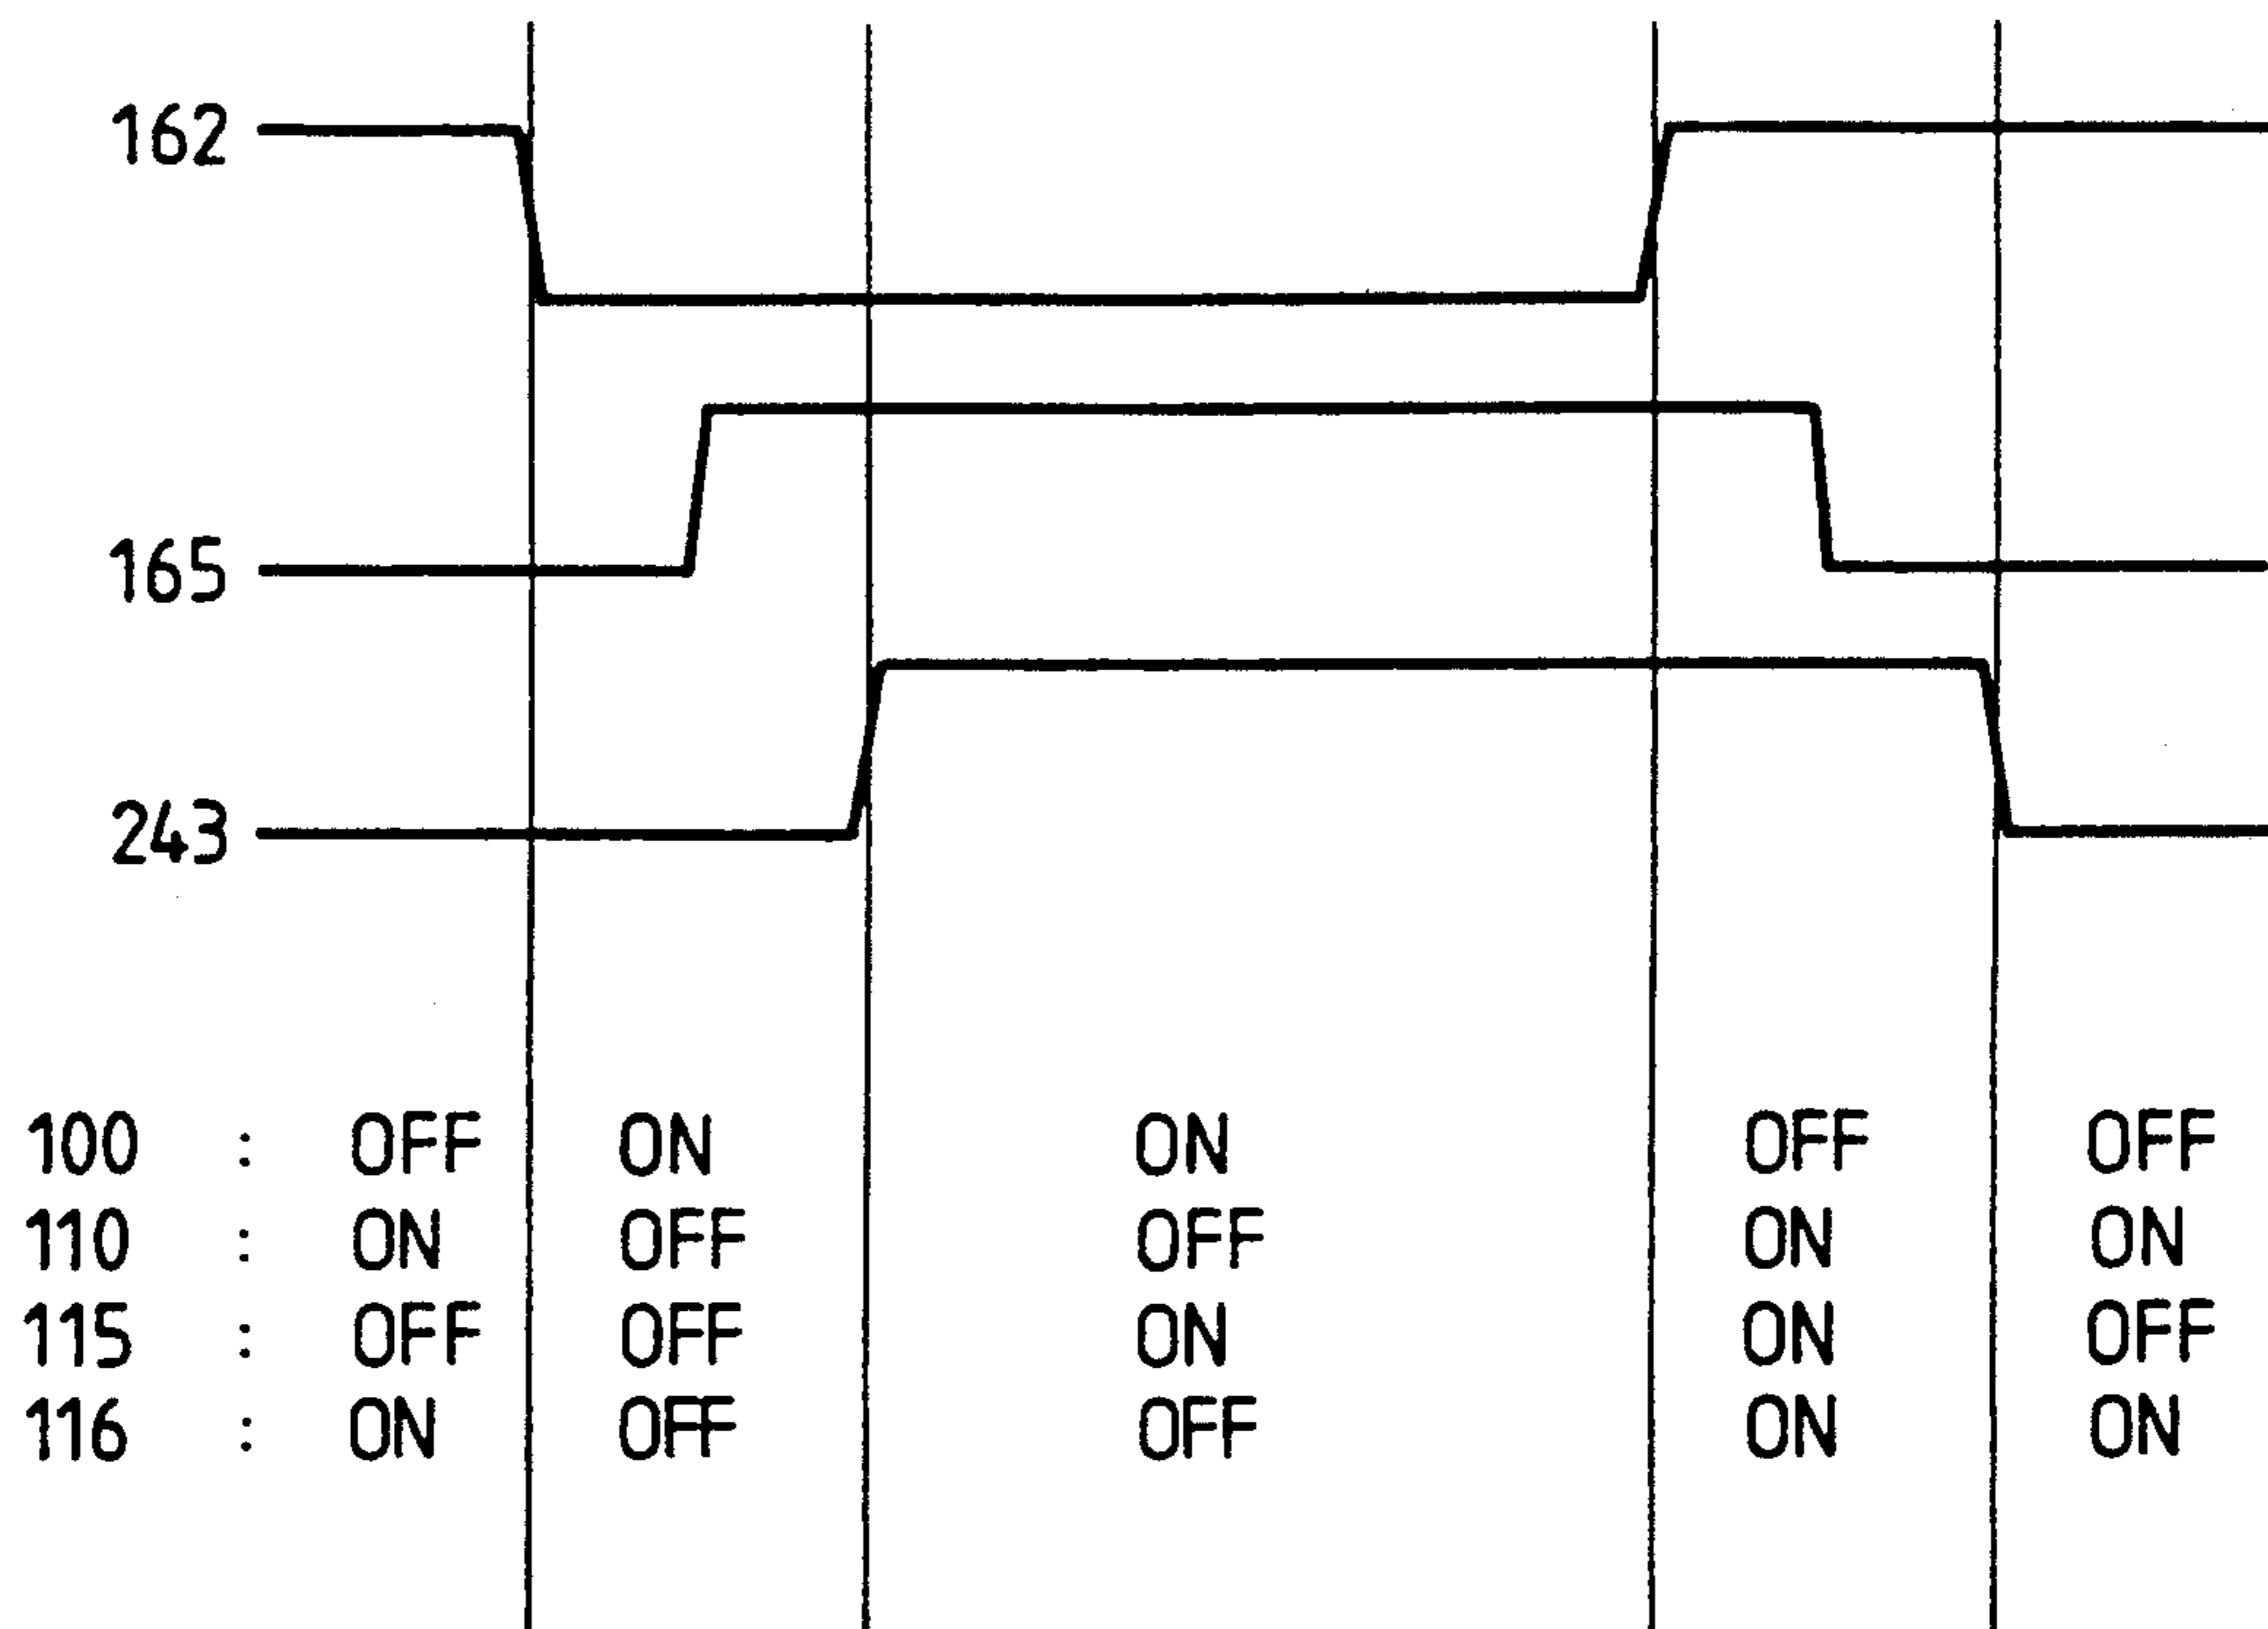 162
165
243
100 : OFF ON ON OFF OFF
110 : ON OFF OFF ON ON
115 : OFF OFF ON ON OFF
116 : ON OFF OFF ON ON